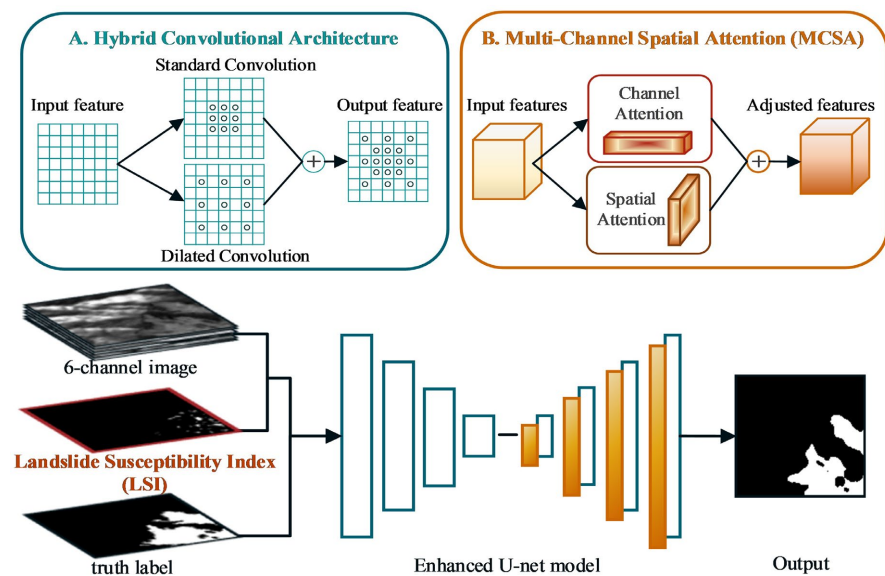 A. Hybrid Convolutional Architecture
Standard Convolution
Input feature
Output feature
Dilated Convolution
B. Multi-Channel Spatial Attention (MCSA)
Input features
Channel
Attention
Adjusted features
Spatial
Attention
6-channel image
Landslide Susceptibility Index
(LSI)
truth label
Enhanced U-net model
Output